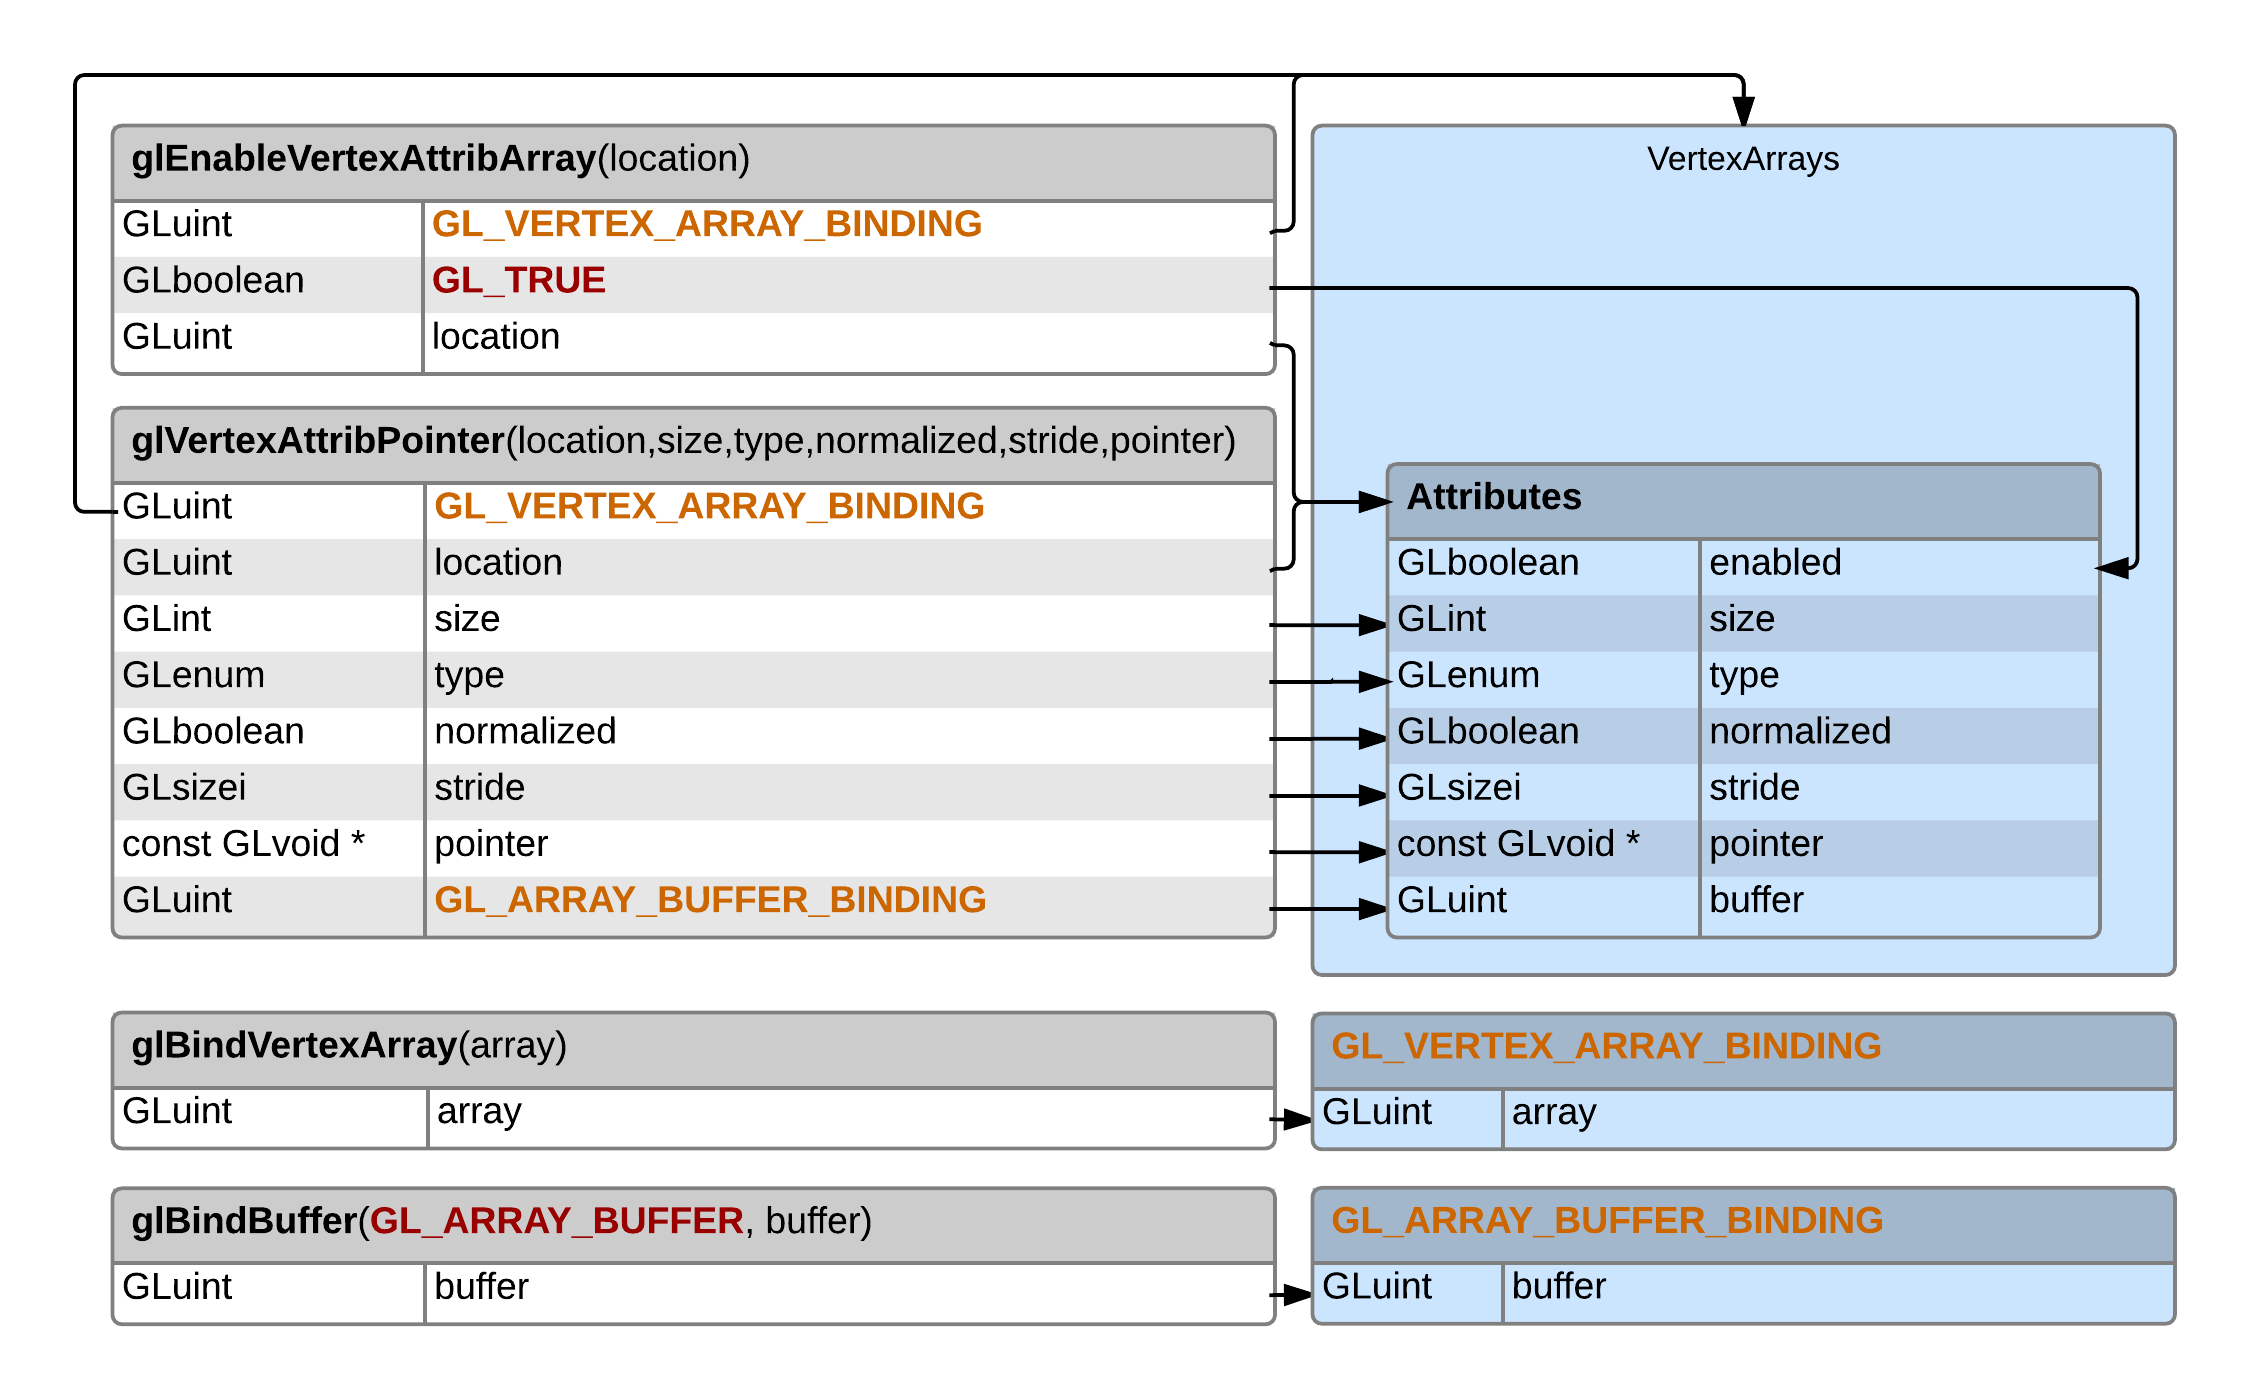 glEnableVertexAttribArray(location)
GLuint GL_VERTEX_ARRAY_BINDING
GLboolean GL_TRUE
GLuint location
glVertexAttribPointer(location,size,type,normalized,stride,pointer)
GLuint GL_VERTEX_ARRAY_BINDING
GLuint location
GLint size
GLenum type
GLboolean normalized
GLsizei stride
const GLvoid * pointer
GLuint GL_ARRAY_BUFFER_BINDING
VertexArrays
Attributes
GLboolean enabled
GLint size
GLenum type
GLboolean normalized
GLsizei stride
const GLvoid * pointer
GLuint buffer
glBindVertexArray(array)
GLuint array
GL_VERTEX_ARRAY_BINDING
GLuint array
glBindBuffer(GL_ARRAY_BUFFER, buffer)
GLuint buffer
GL_ARRAY_BUFFER_BINDING
GLuint buffer